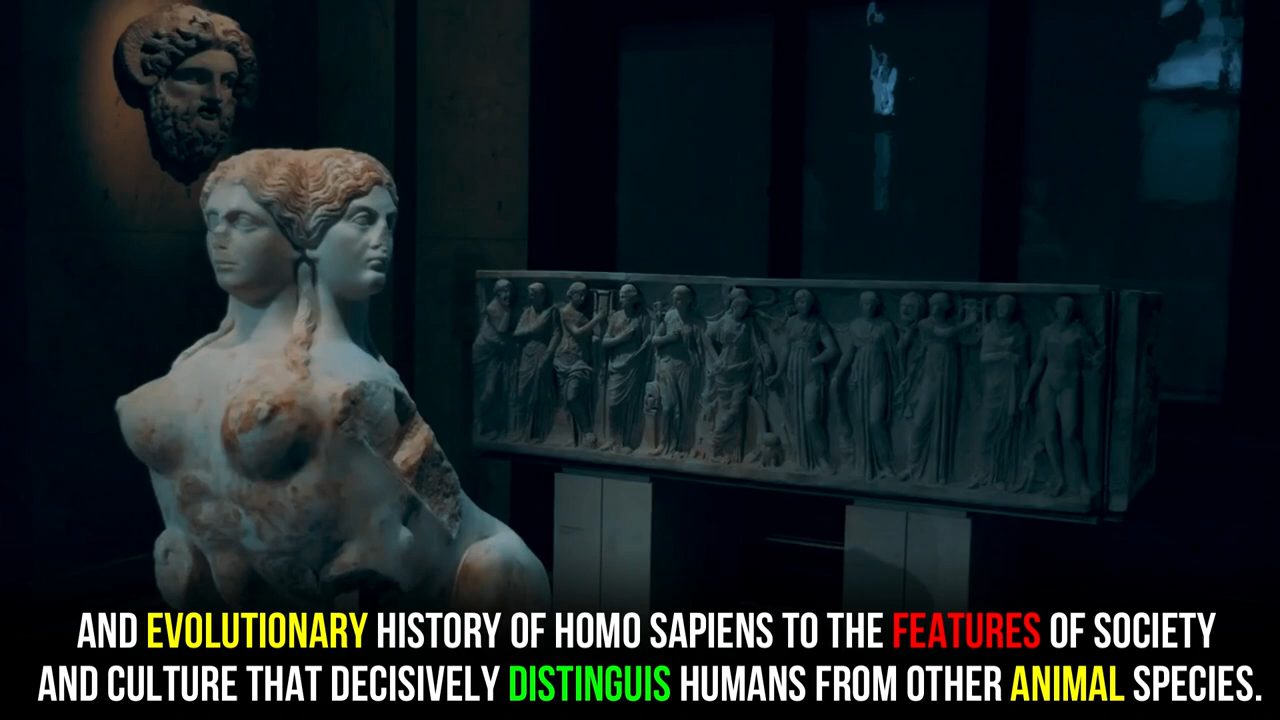 AND EVOLUTIONARY HISTORY OF HOMO SAPIENS TO THE FEATURES OF SOCIETY
AND CULTURE THAT DECISIVELY DISTINGUIS HUMANS FROM OTHER ANIMAL SPECIES.